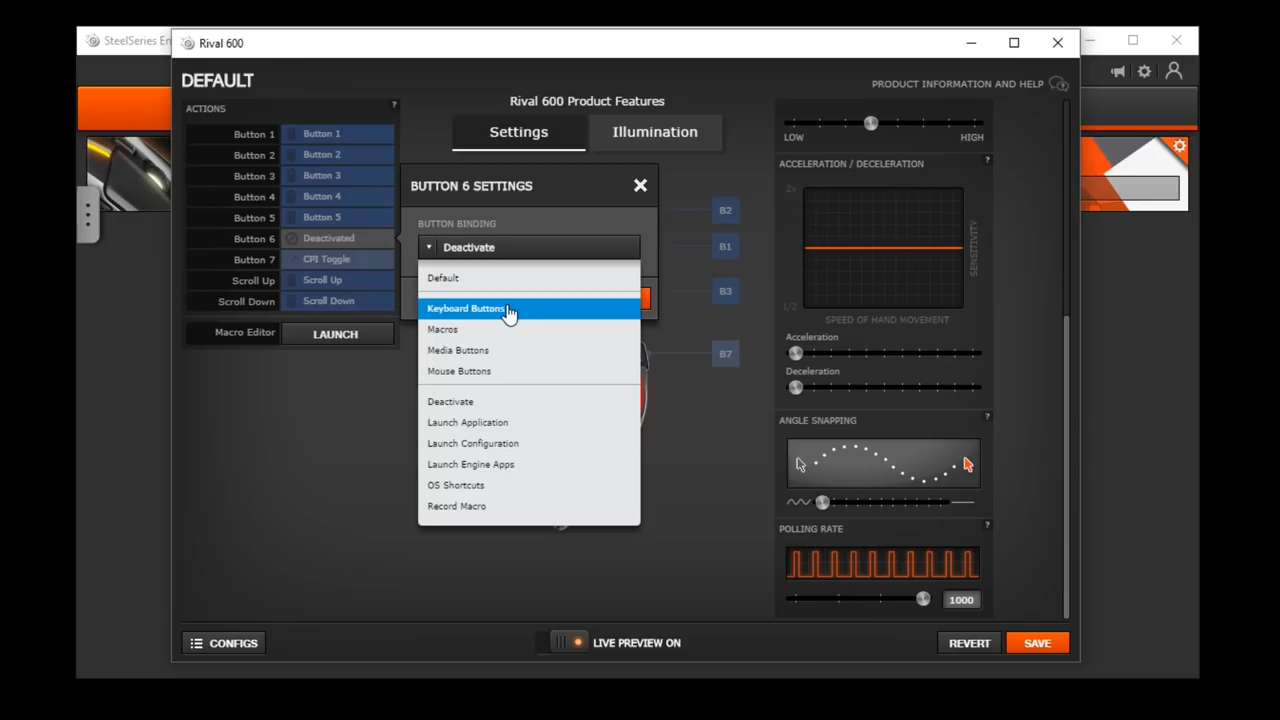 SteelSeries En
Rival 600
DEFAULT
PRODUCT INFORMATION AND HELP
ACTIONS
?
Button 1 Button 1
Button 2 Button 2
Button 3 Button 3
Button 4 Button 4
Button 5 Button 5
Button 6 Deactivated
Button 7 CPI Toggle
Scroll Up Scroll Up
Scroll Down Scroll Down
Macro Editor LAUNCH
Rival 600 Product Features
Settings Illumination
BUTTON 6 SETTINGS
BUTTON BINDING
Deactivate
Default
Keyboard Buttons
Macros
Media Buttons
Mouse Buttons
Deactivate
Launch Application
Launch Configuration
Launch Engine Apps
OS Shortcuts
Record Macro
B2
B1
B3
B7
LOW HIGH
ACCELERATION / DECELERATION ?
2x
1/2
SENSITIVITY
SPEED OF HAND MOVEMENT
Acceleration
Deceleration
ANGLE SNAPPING ?
POLLING RATE ?
1000
CONFIGS
LIVE PREVIEW ON
REVERT
SAVE